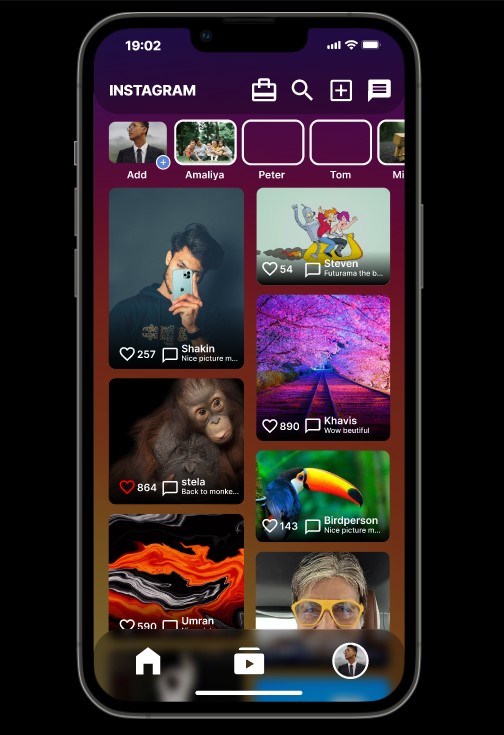 19:02
INSTAGRAM
Add
Amaliya
Peter
Tom
Mi
54
Steven
Futurama the b...
257
Shakin
Nice picture m...
890
Khavis
Wow beutiful
864
stela
Back to monke...
143
Birdperson
Nice picture m...
590
Umran